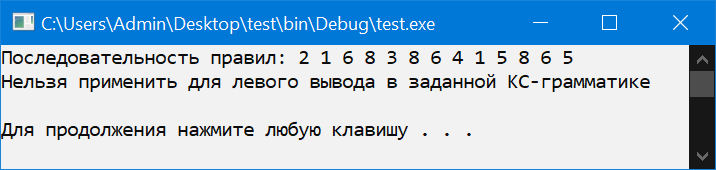 C:\Users\Admin\Desktop\test\bin\Debug\test.exe
Последовательность правил: 2 1 6 8 3 8 6 4 1 5 8 6 5
Нельзя применить для левого вывода в заданной КС-грамматике
Для продолжения нажмите любую клавишу . . .